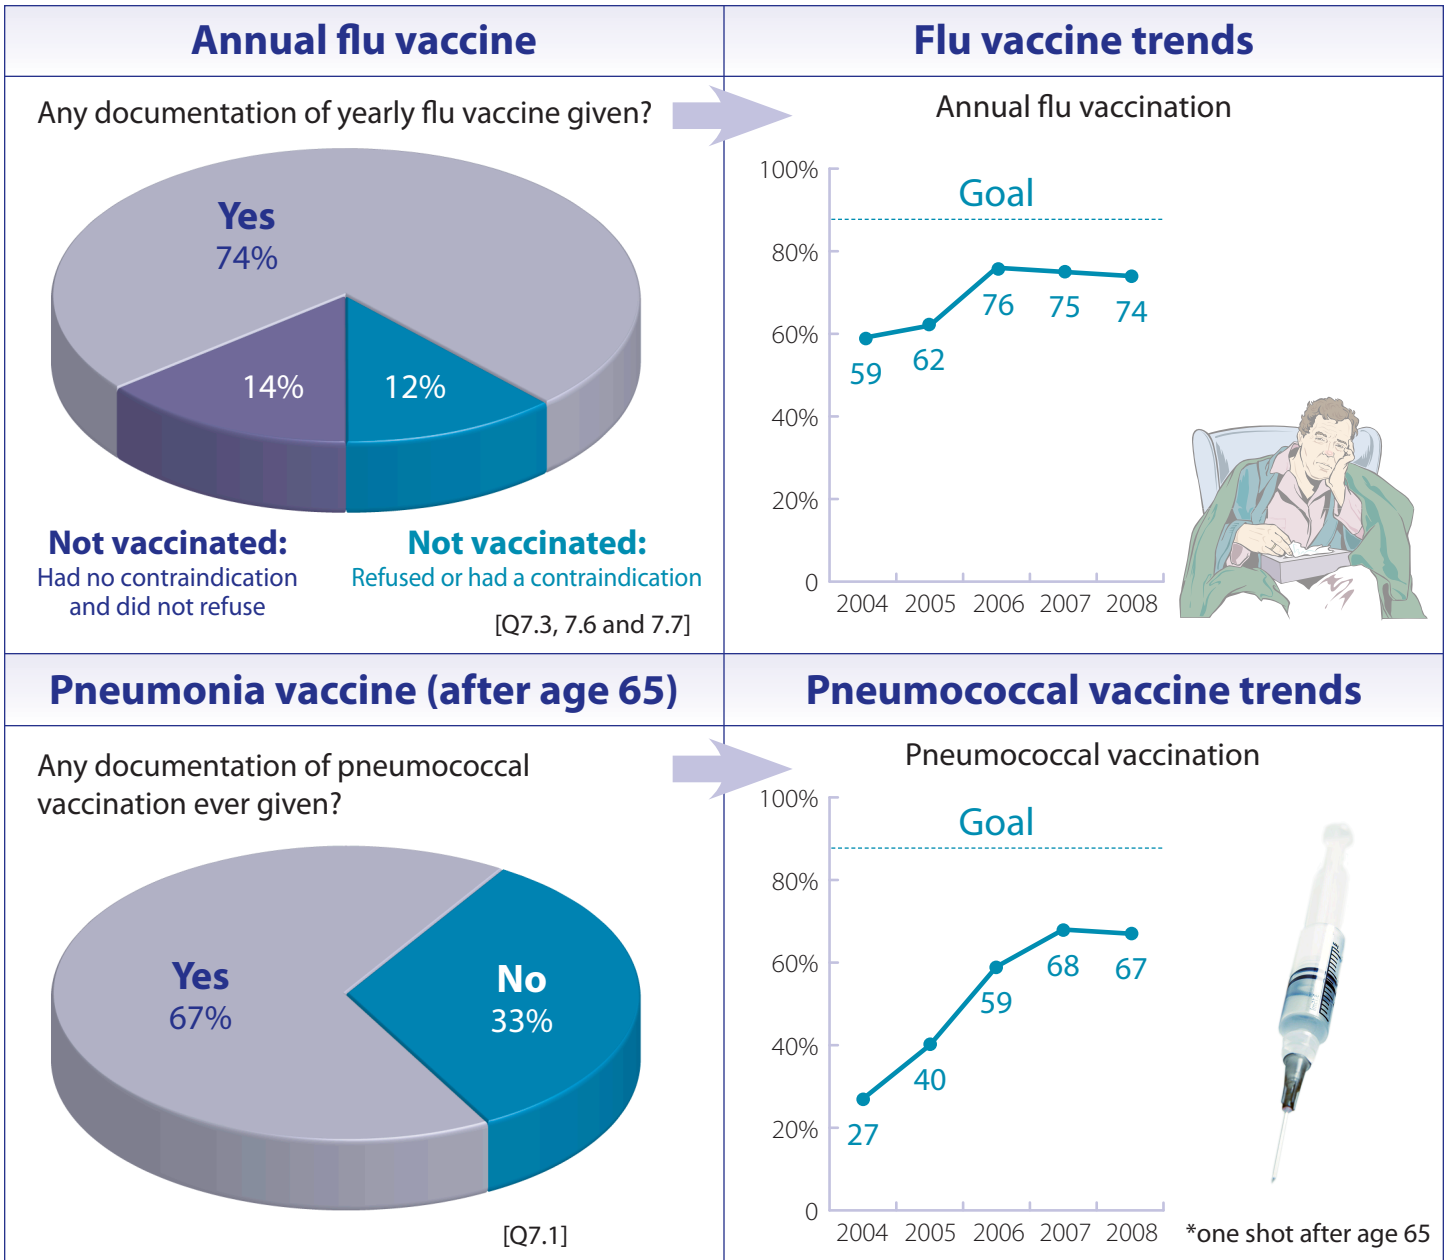 Annual flu vaccine
Any documentation of yearly flu vaccine given?
Yes
74%
14%
12%
Not vaccinated:
Had no contraindication
and did not refuse
Not vaccinated:
Refused or had a contraindication
[Q7.3, 7.6 and 7.7]
Flu vaccine trends
Annual flu vaccination
100%
Goal
80%
76
75
74
60%
59
62
40%
20%
0
2004 2005 2006 2007 2008
Pneumonia vaccine (after age 65)
Any documentation of pneumococcal
vaccination ever given?
Yes
67%
No
33%
[Q7.1]
Pneumococcal vaccine trends
Pneumococcal vaccination
100%
Goal
80%
60%
68
67
59
40%
40
20%
27
0
2004 2005 2006 2007 2008
*one shot after age 65